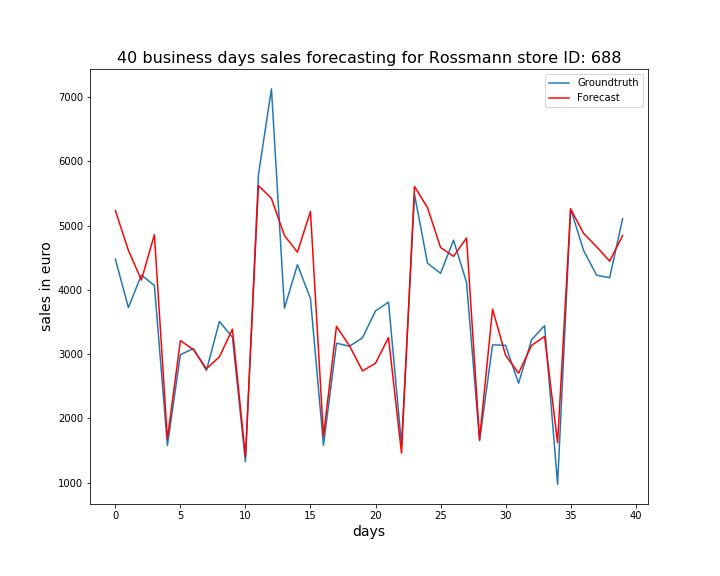 40 business days sales forecasting for Rossmann store ID: 688
Groundtruth
Forecast
7000
6000
5000
4000
3000
2000
1000
sales in euro
0 5 10 15 20 25 30 35 40
days